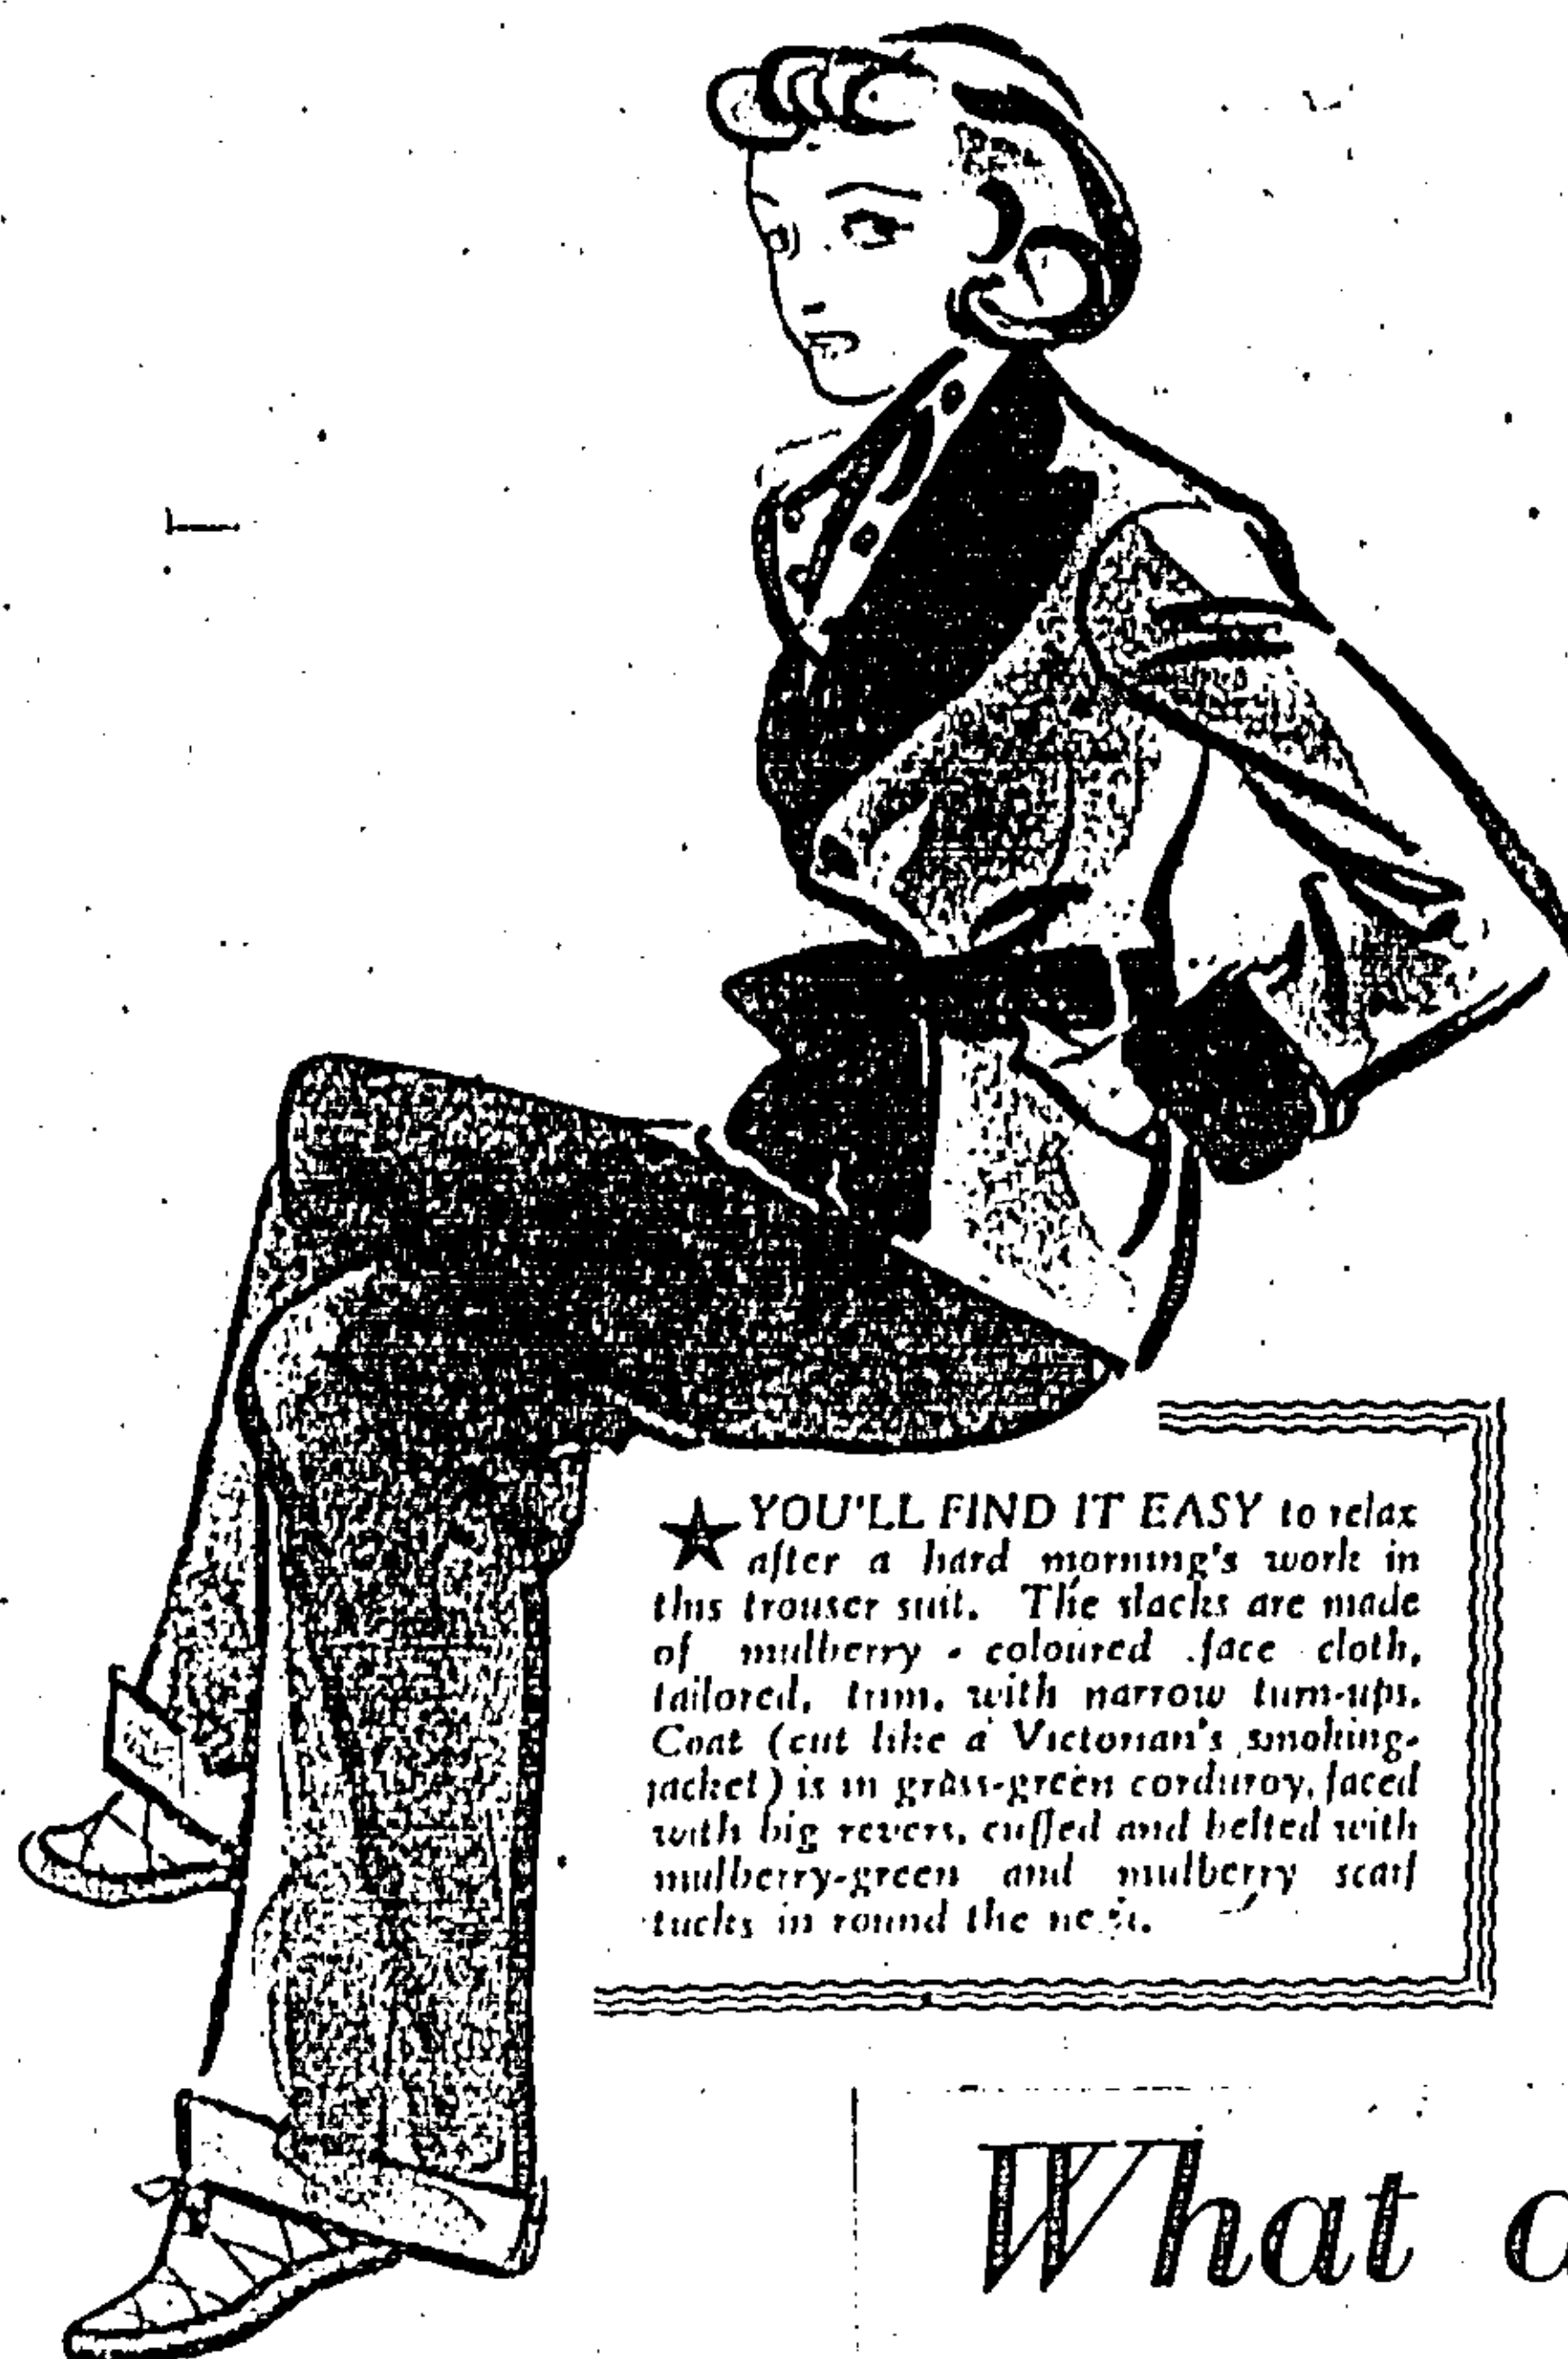 ★ YOU'LL FIND IT EASY to relax
after a hard morning's work in
this trouser suit. The slacks are made
of mulberry - coloured face cloth,
tailored, trim, with narrow turn-ups.
Coat (cut like a Victorian's smoking-
jacket) is in grass-green corduroy, faced
with big revers, cuffed and belted with
mulberry-green and mulberry scarf
tucks in round the
What